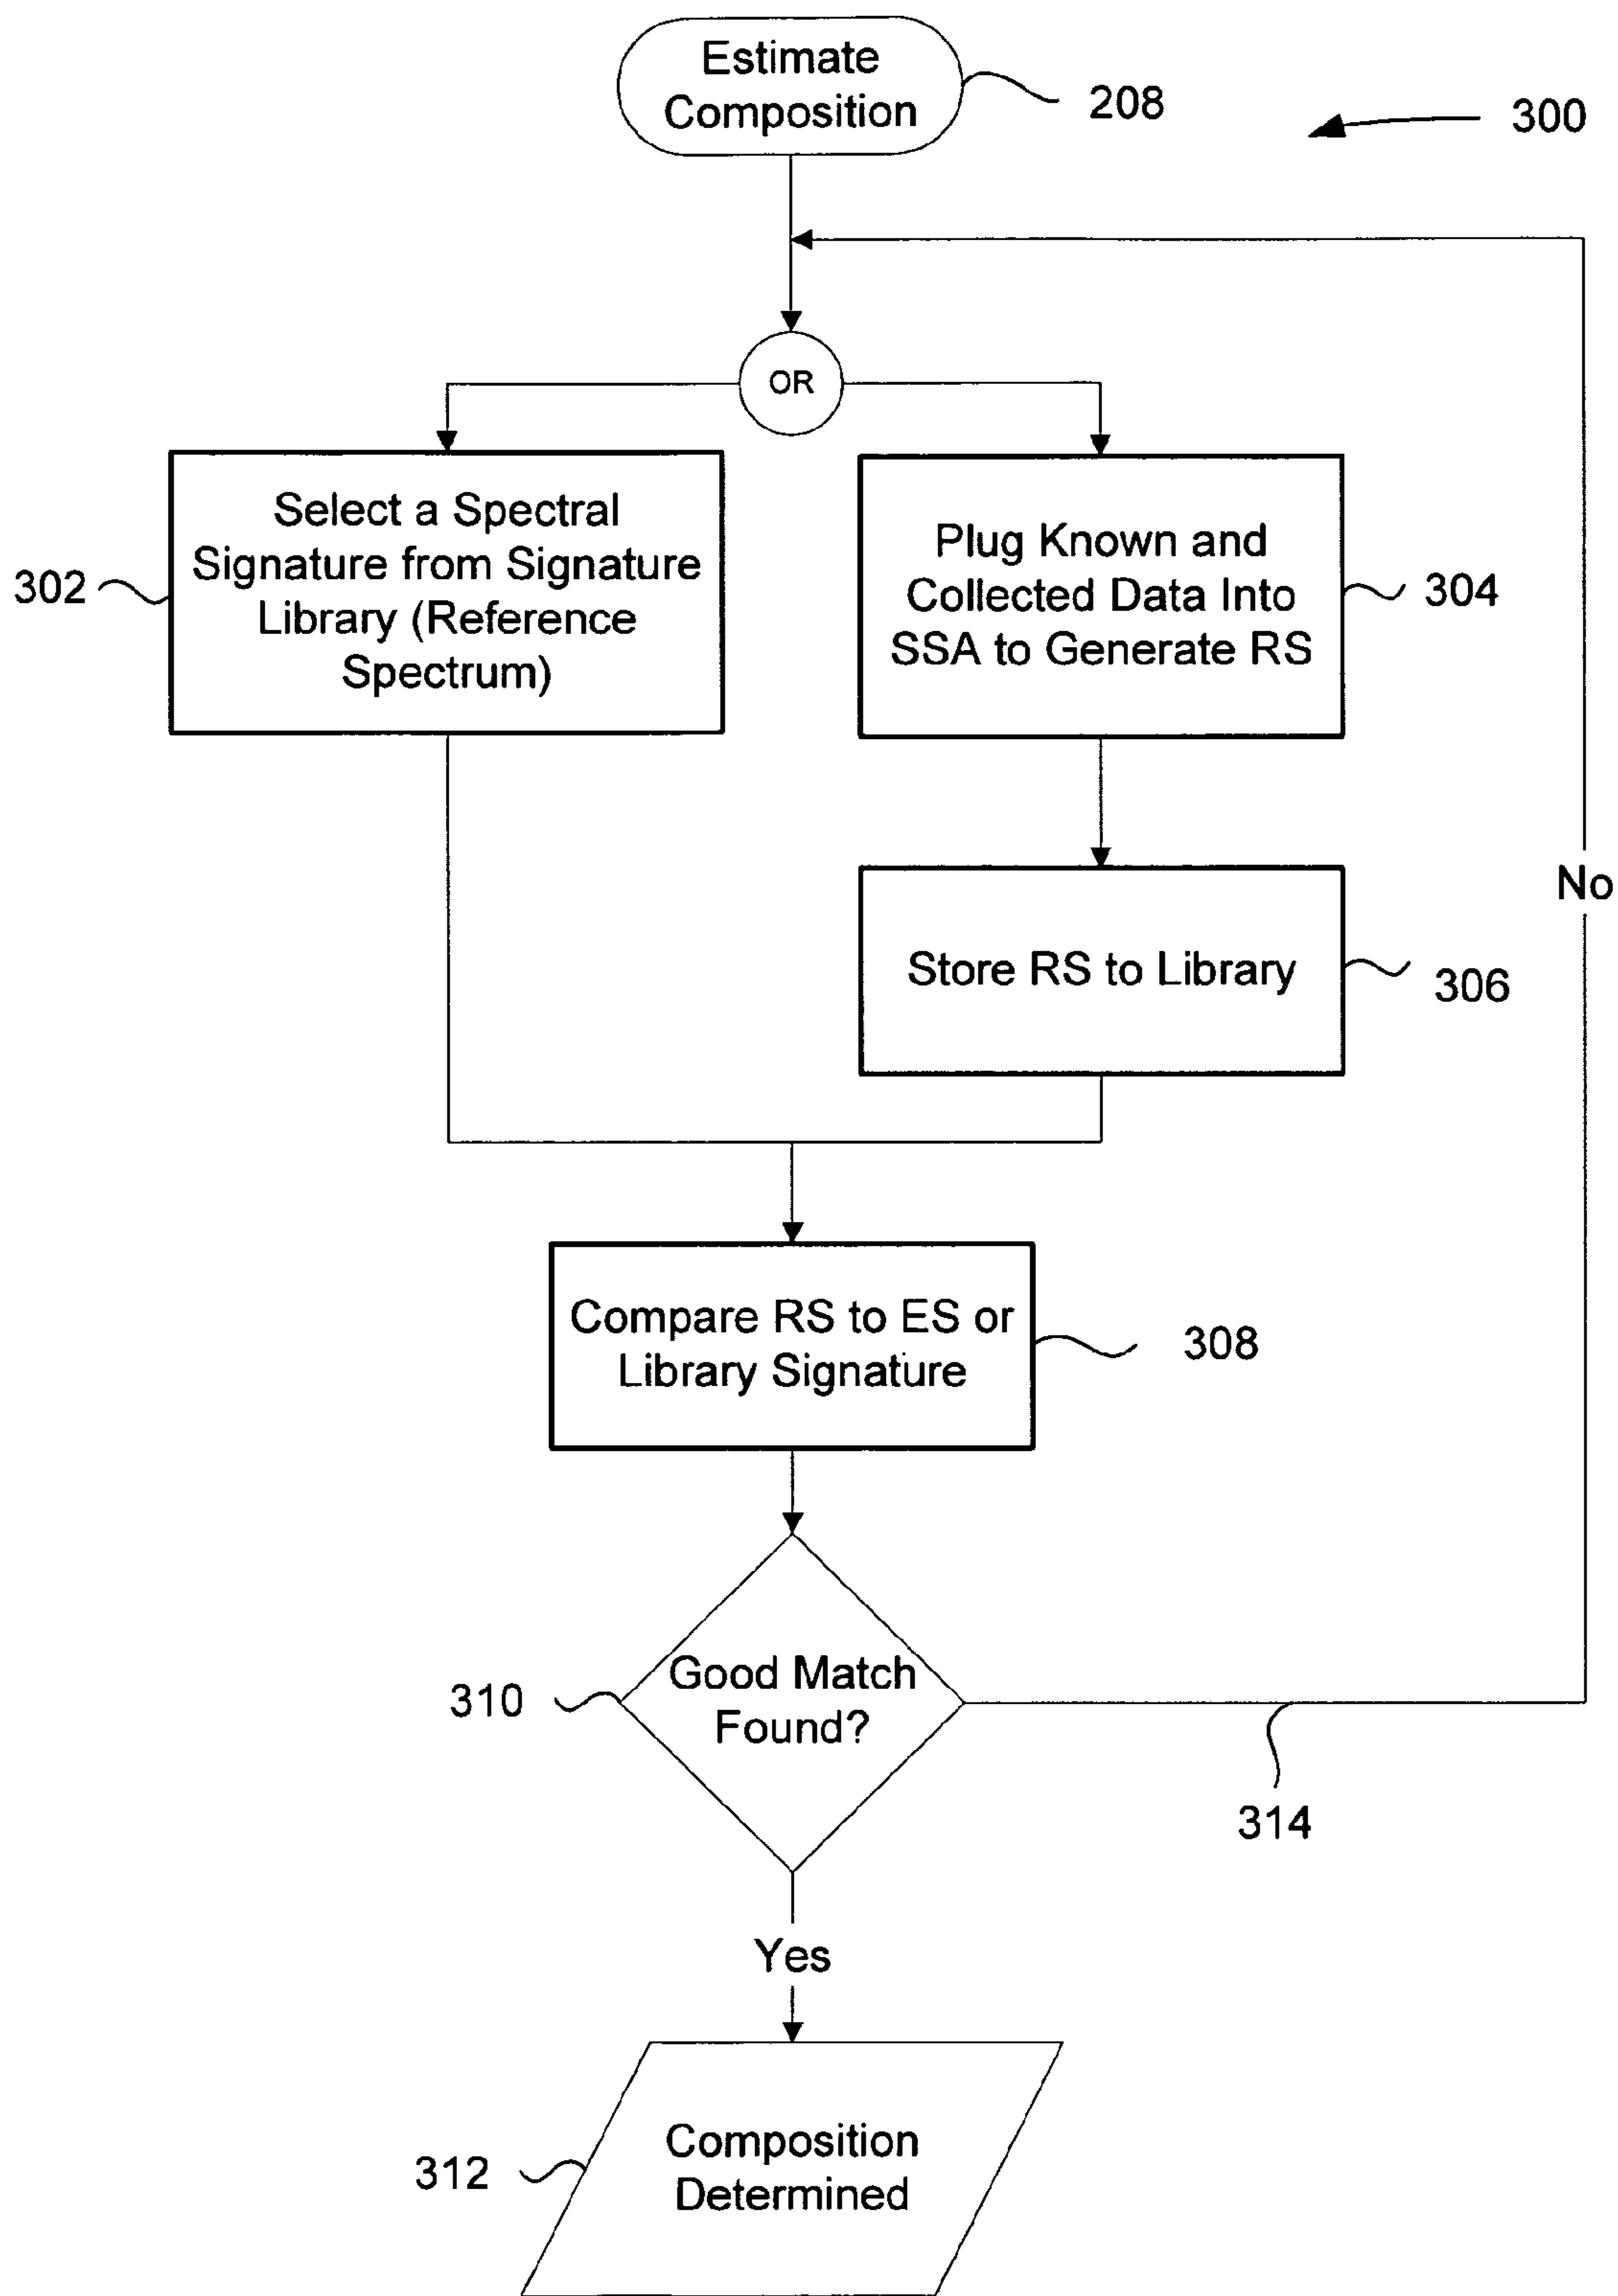 Estimate
Composition
208
300
OR
Select a Spectral
Signature from Signature
Library (Reference
Spectrum)
302
Plug Known and
Collected Data Into
SSA to Generate RS
304
No
Store RS to Library
306
Compare RS to ES or
Library Signature
308
Good Match
Found?
310
314
Yes
Composition
Determined
312